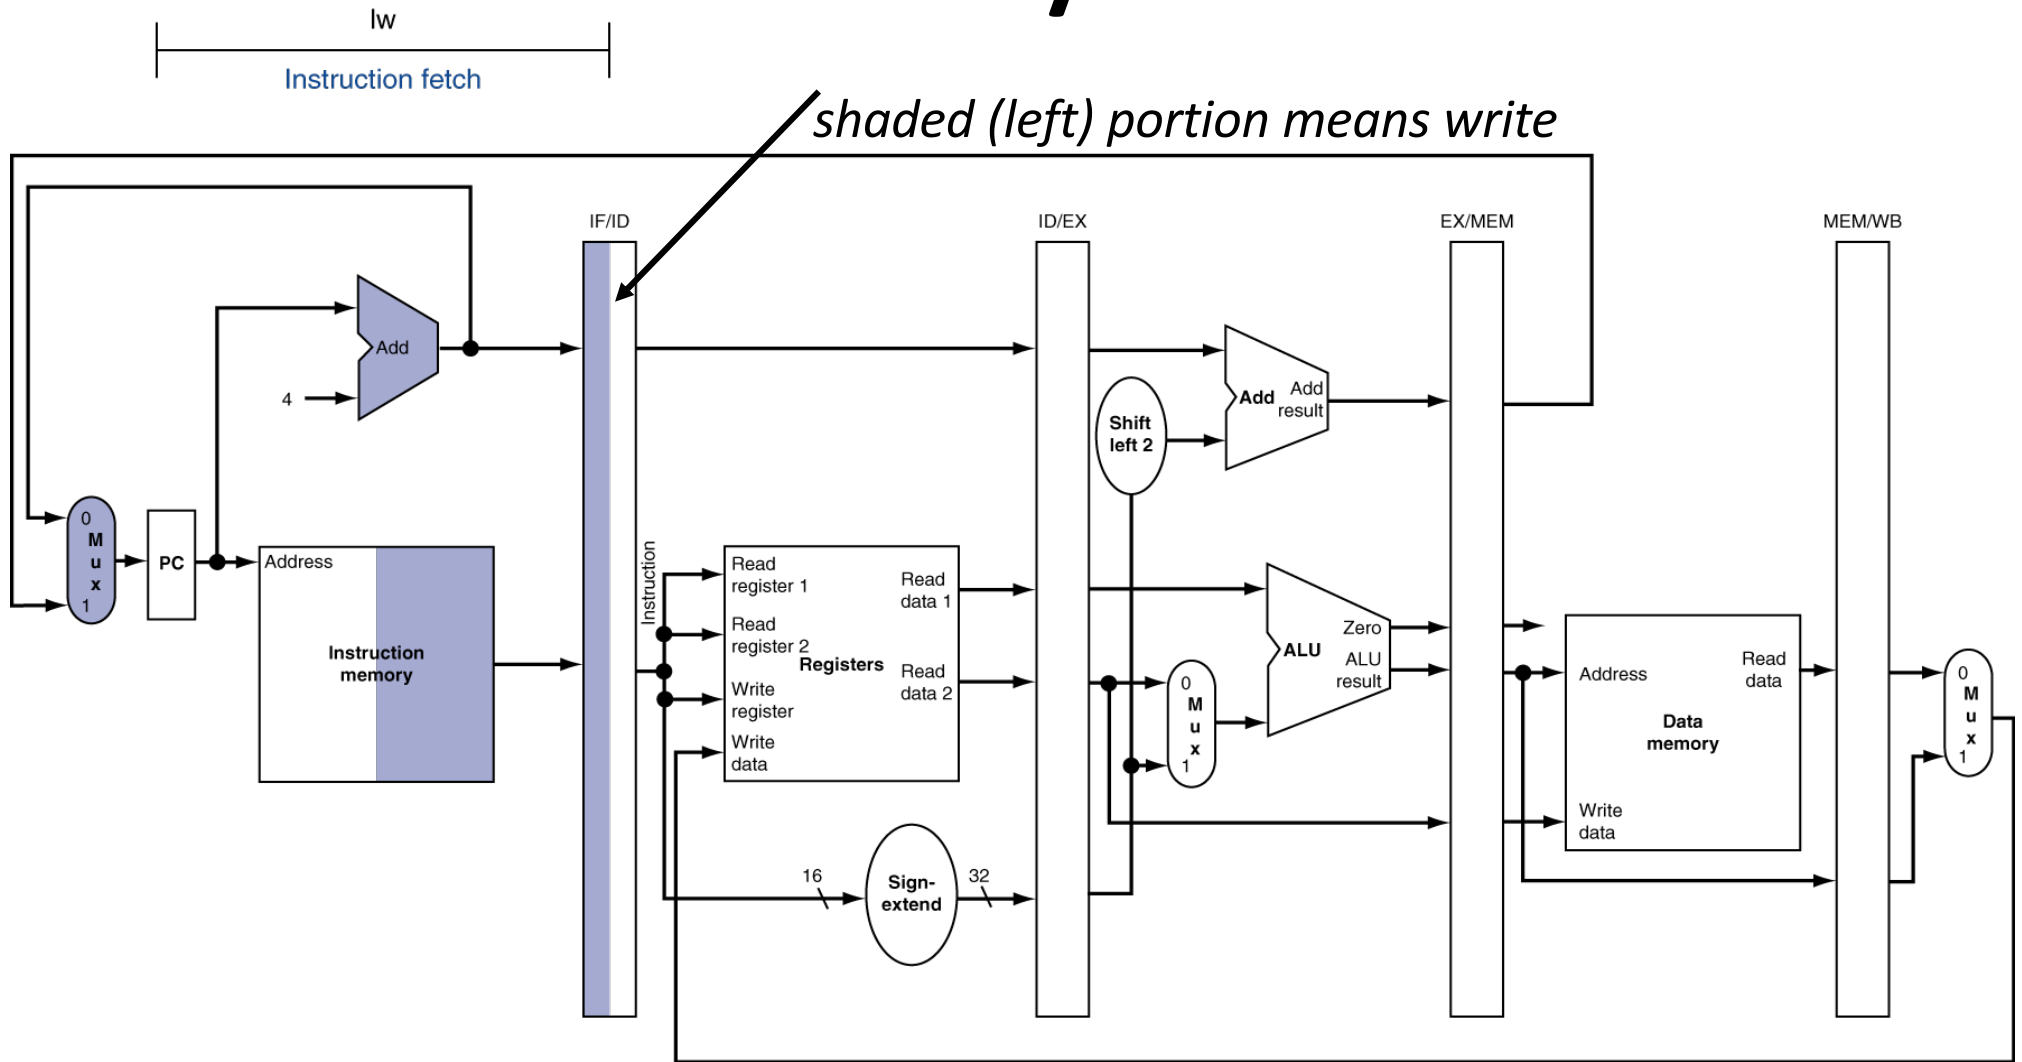 lw
Instruction fetch
shaded (left) portion means write
IF/ID
ID/EX
EX/MEM
MEM/WB
Add
4
Add
Add
result
Shift
left 2
0
M
u
x
1
PC
Address
Instruction
memory
Instruction
Read
register 1
Read
register 2
Write
register
Write
data
Registers
Read
data 1
Read
data 2
16
Sign-
extend
32
0
M
u
x
1
ALU
Zero
ALU
result
Address
Read
data
Data
memory
Write
data
0
M
u
x
1